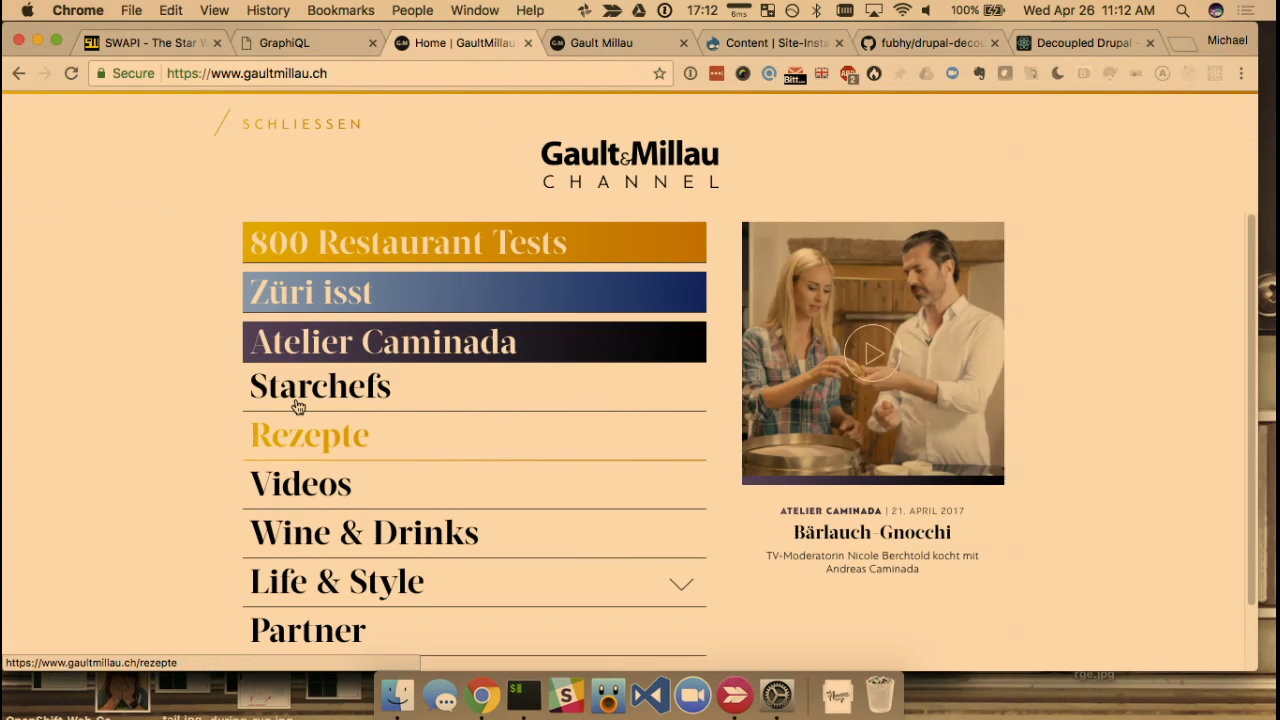 Chrome File Edit View History Bookmarks People Window Help 17:12 6ms 100% Wed Apr 26 11:12 AM
SWAPI - The Star W GraphiQL Home | GaultMillau Gault Millau Content | Site-Insta fubhy/drupal-decou Decoupled Drupal - Michael
Secure https://www.gaultmillau.ch Bitt... 2
SCHLIESSEN
Gault&Millau
CHANNEL
800 Restaurant Tests
Züri isst
Atelier Caminada
Starchefs
Rezepte
Videos
Wine & Drinks
Life & Style
Partner
ATELIER CAMINADA | 21. APRIL 2017
Bärlauch-Gnocchi
TV-Moderatorin Nicole Berchtold kocht mit
Andreas Caminada
https://www.gaultmillau.ch/rezepte